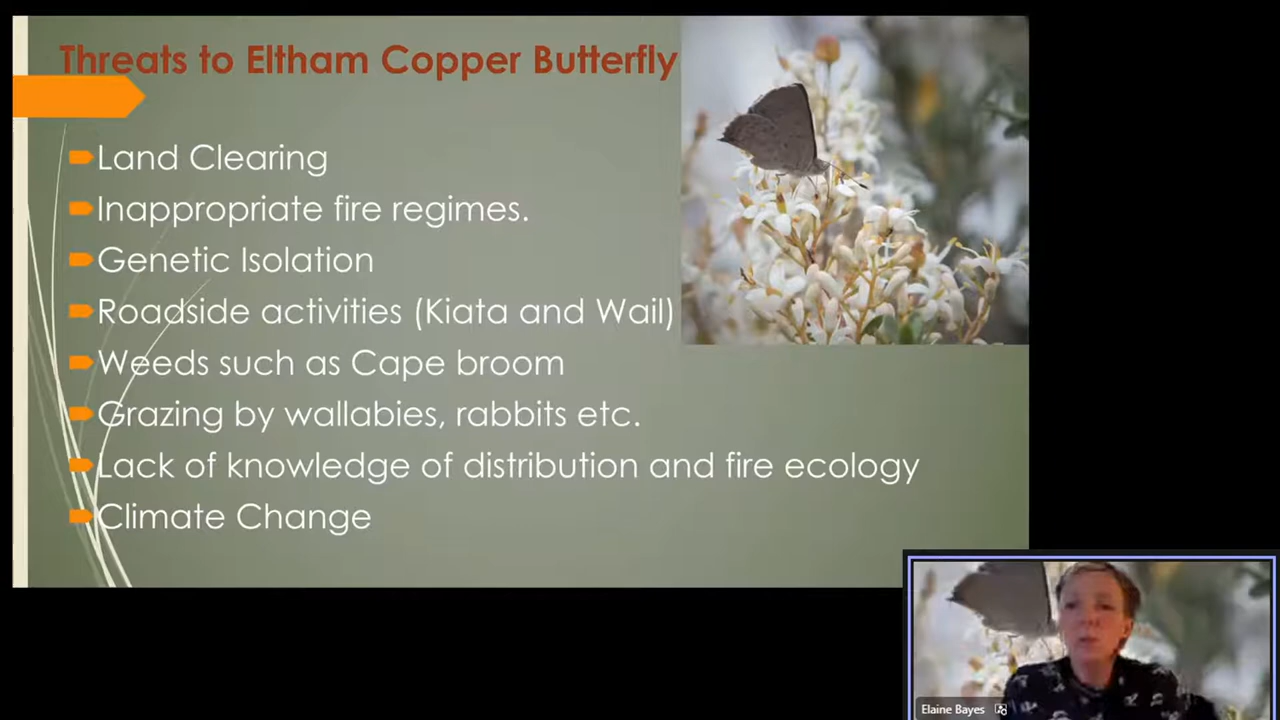 Threats to Eltham Copper Butterfly
Land Clearing
Inappropriate fire regimes.
Genetic Isolation
Roadside activities (Kiata and Wail)
Weeds such as Cape broom
Grazing by wallabies, rabbits etc.
Lack of knowledge of distribution and fire ecology
Climate Change
Elaine Bayes